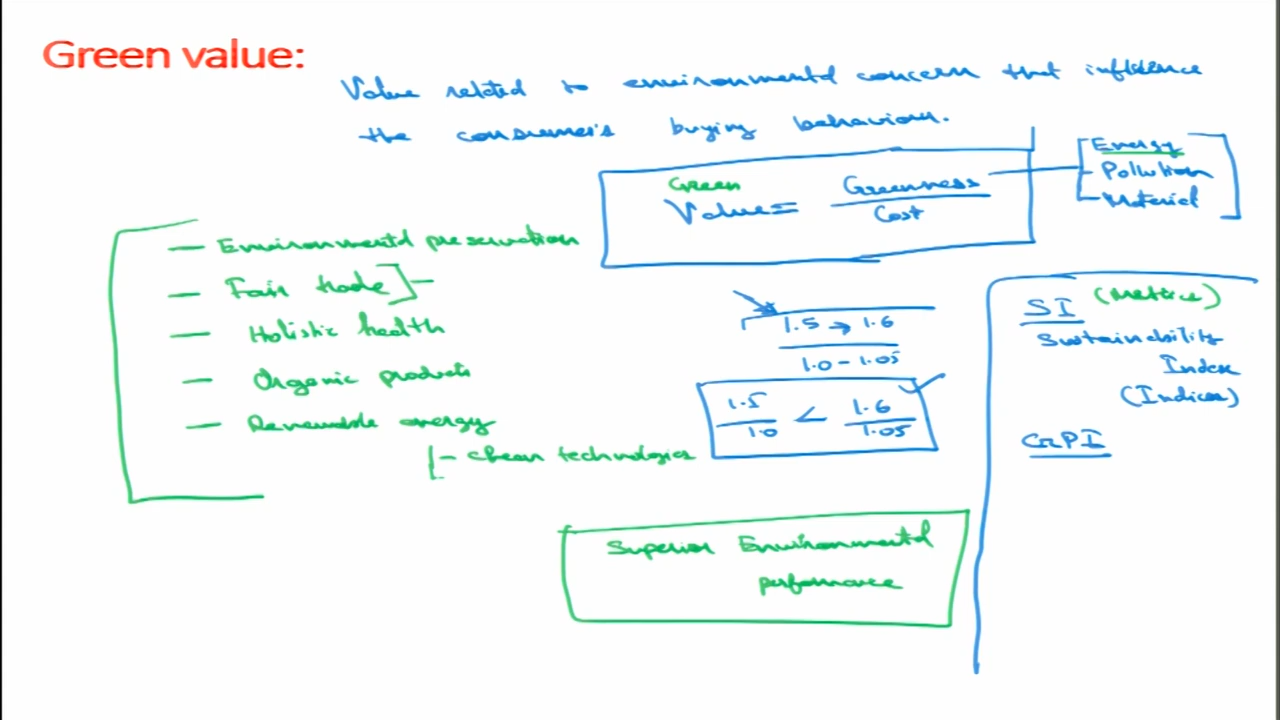 Green value:
Value related to environmental concern that influence
the consumer's buying behaviour.
Green
Value = Greenness
Cost
Energy
- Pollution
- Material
- Environmental preservation
- Fair trade
- Holistic health
- Organic products
- Renewable energy
- clean technologies
1.5 → 1.6
1.0 - 1.05
1.5 < 1.6
1.0 1.05
SI (Metrics)
Sustainability
Index
(Indices)
GPI
Superior Environmental
performance